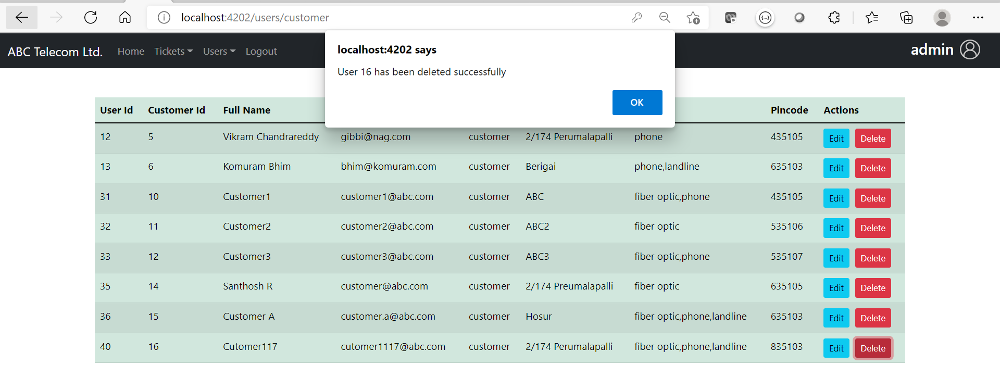 localhost:4202/users/customer
ABC Telecom Ltd. Home Tickets Users Logout admin
localhost:4202 says
User 16 has been deleted successfully
OK
User Id Customer Id Full Name Pincode Actions
12 5 Vikram Chandrareddy gibbi@nag.com customer 2/174 Perumalapalli phone 435105 Edit Delete
13 6 Komuram Bhim bhim@komuram.com customer Berigai phone,landline 635103 Edit Delete
31 10 Customer1 customer1@abc.com customer ABC fiber optic,phone 435105 Edit Delete
32 11 Customer2 customer2@abc.com customer ABC2 fiber optic 535106 Edit Delete
33 12 Customer3 customer3@abc.com customer ABC3 fiber optic,phone 535107 Edit Delete
35 14 Santhosh R customer@abc.com customer 2/174 Preumalapalli fiber optic 635105 Edit Delete
36 15 Customer A customer.a@abc.com customer Hosur fiber optic,phone,landline 635103 Edit Delete
40 16 Cutomer117 cutomer1117@abc.com customer 2/174 Perumalapalli fiber optic,phone,landline 835103 Edit Delete